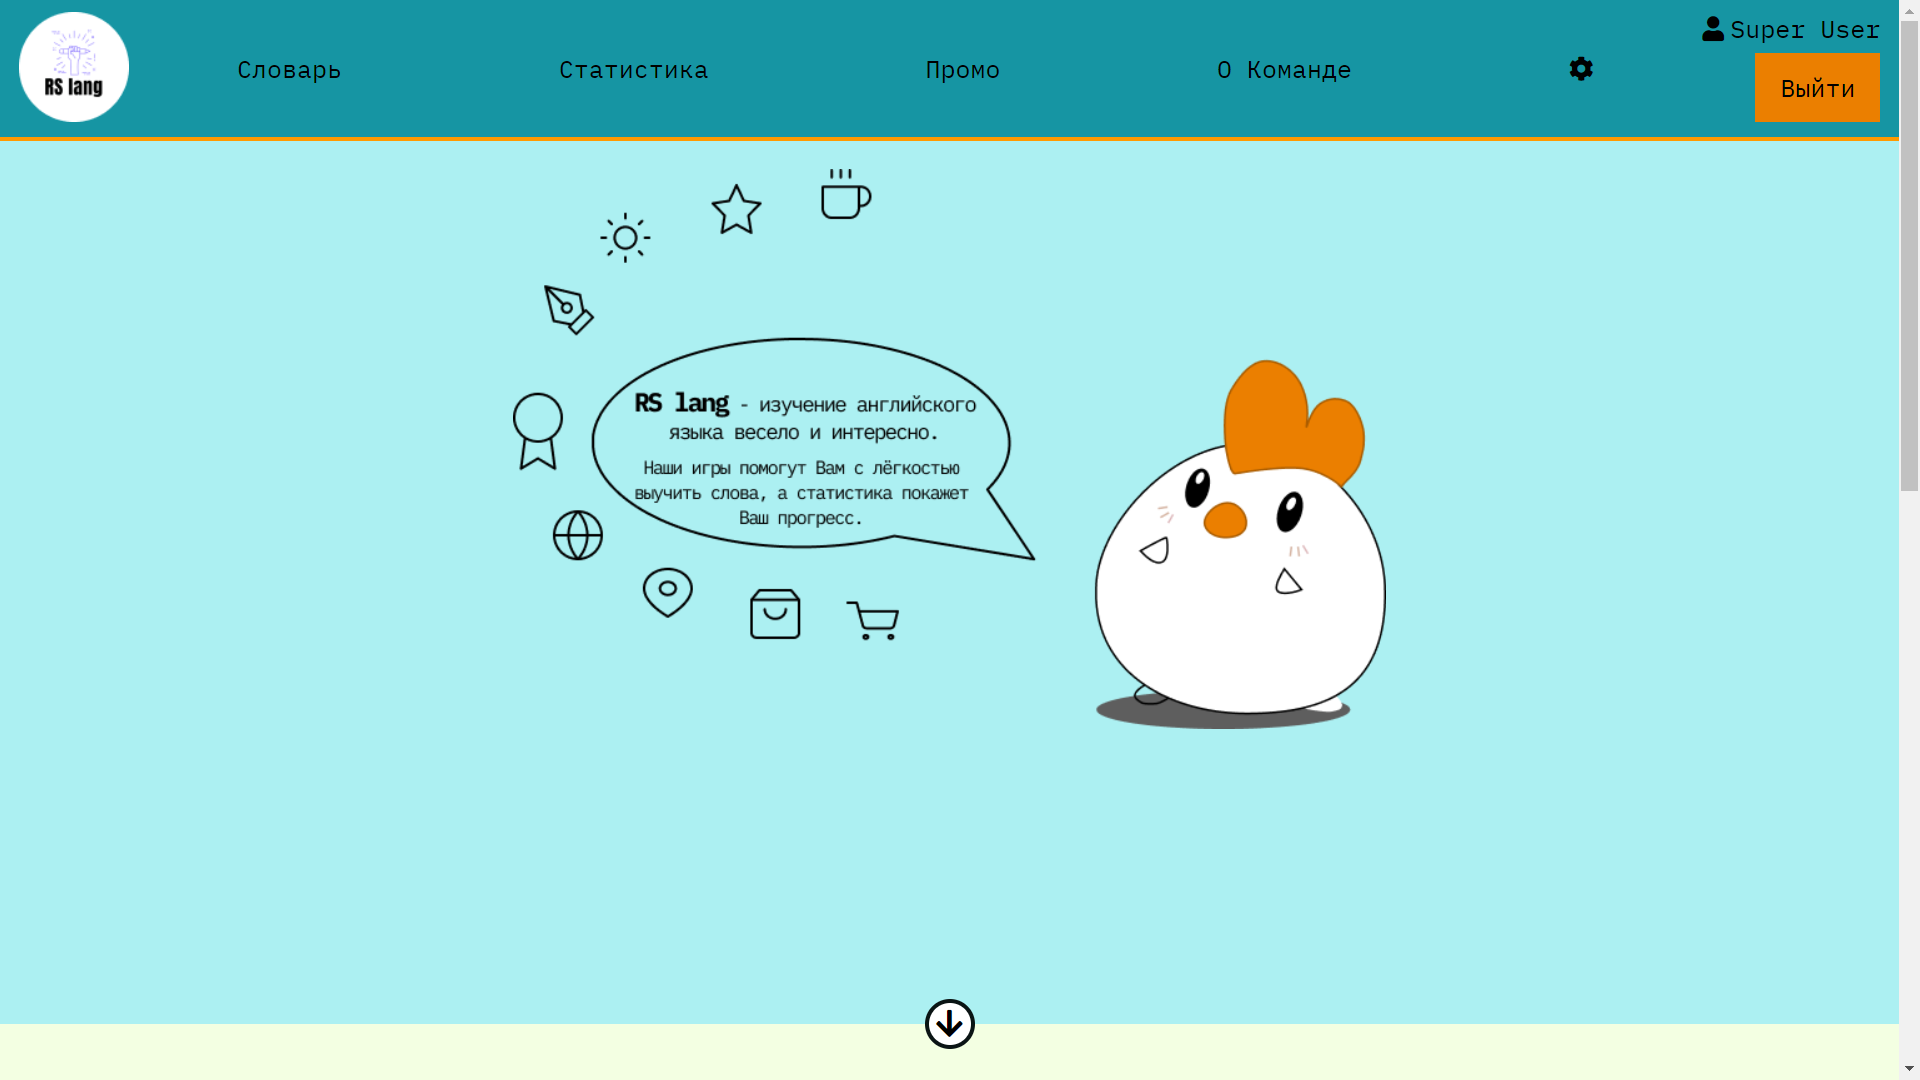 RS lang
Словарь
Статистика
Промо
О Команде
Super User
Выйти
RS lang - изучение английского
языка весело и интересно.
Наши игры помогут Вам с лёгкостью
выучить слова, а статистика покажет
Ваш прогресс.